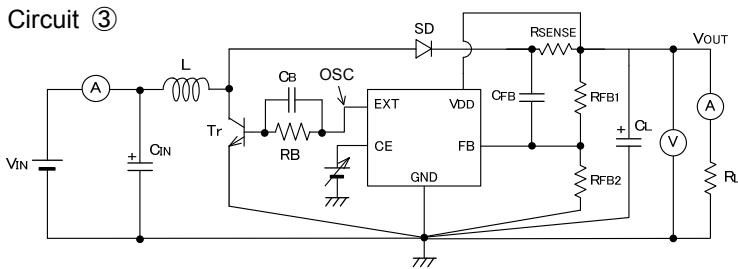 Circuit ③
SD
RSENSE
VOUT
L
A
CB
OSC
EXT
VDD
CFB
RFB1
CL
A
VIN
CIN
Tr
RB
CE
FB
V
RL
GND
RFB2
+
+